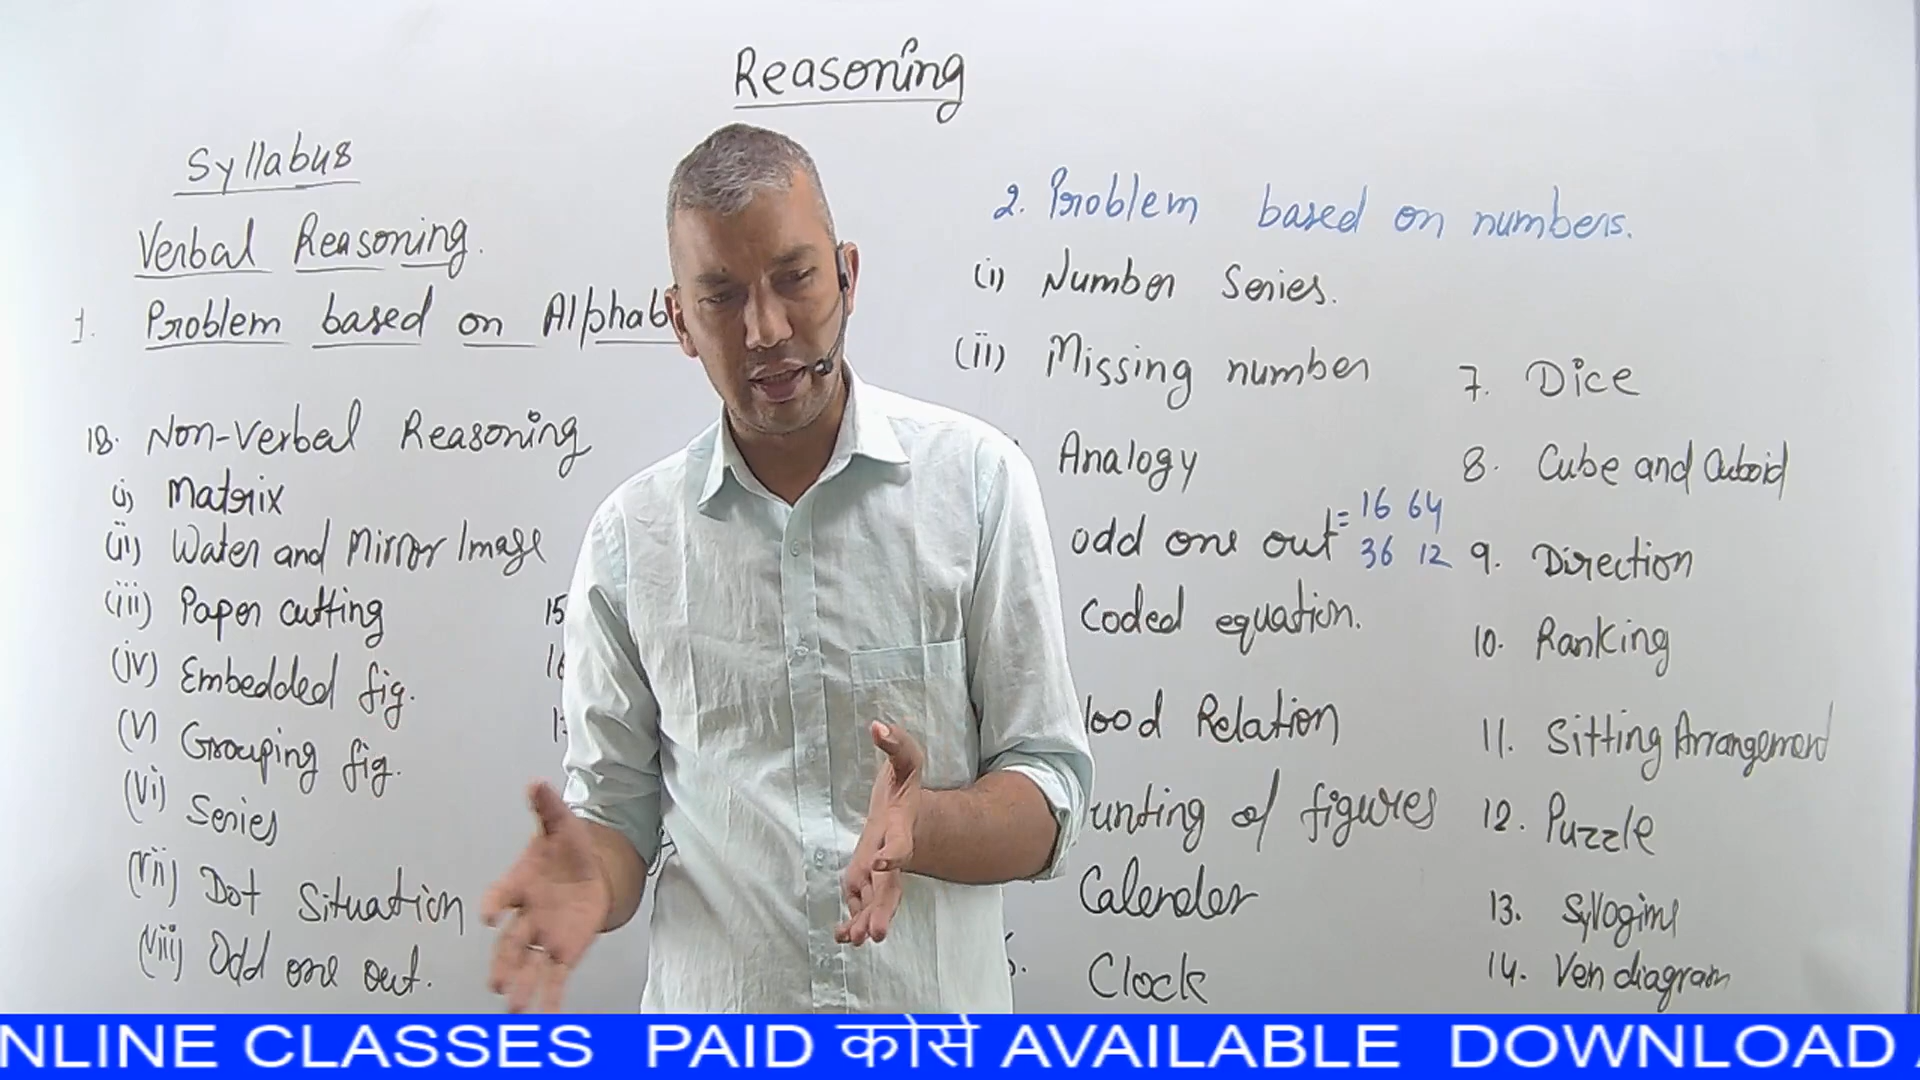 Reasoning
Syllabus
Verbal Reasoning.
1. Problem based on Alphab
18. Non-Verbal Reasoning
(i) Matrix
(ii) Water and Mirror Image
(iii) Paper cutting
(iv) Embedded fig.
(v) Grouping fig.
(vi) Series
(vii) Dot Situation
(viii) Odd one out.
15
16
2. Problem based on numbers.
(i) Number Series.
(ii) Missing number
Analogy
odd one out = 16 64
36 12
Coded equation.
lood Relation
unting of figures
Calender
Clock
7. Dice
8. Cube and Cuboid
9. Direction
10. Ranking
11. Sitting Arrangement
12. Puzzle
13. Syllogims
14. Ven diagram
NLINE CLASSES PAID कोर्स AVAILABLE DOWNLOAD